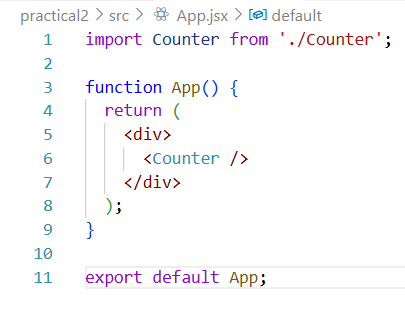 practical2 > src > App.jsx > default
1 import Counter from './Counter';
2
3 function App() {
4   return (
5     <div>
6       <Counter />
7     </div>
8   );
9 }
10
11 export default App;